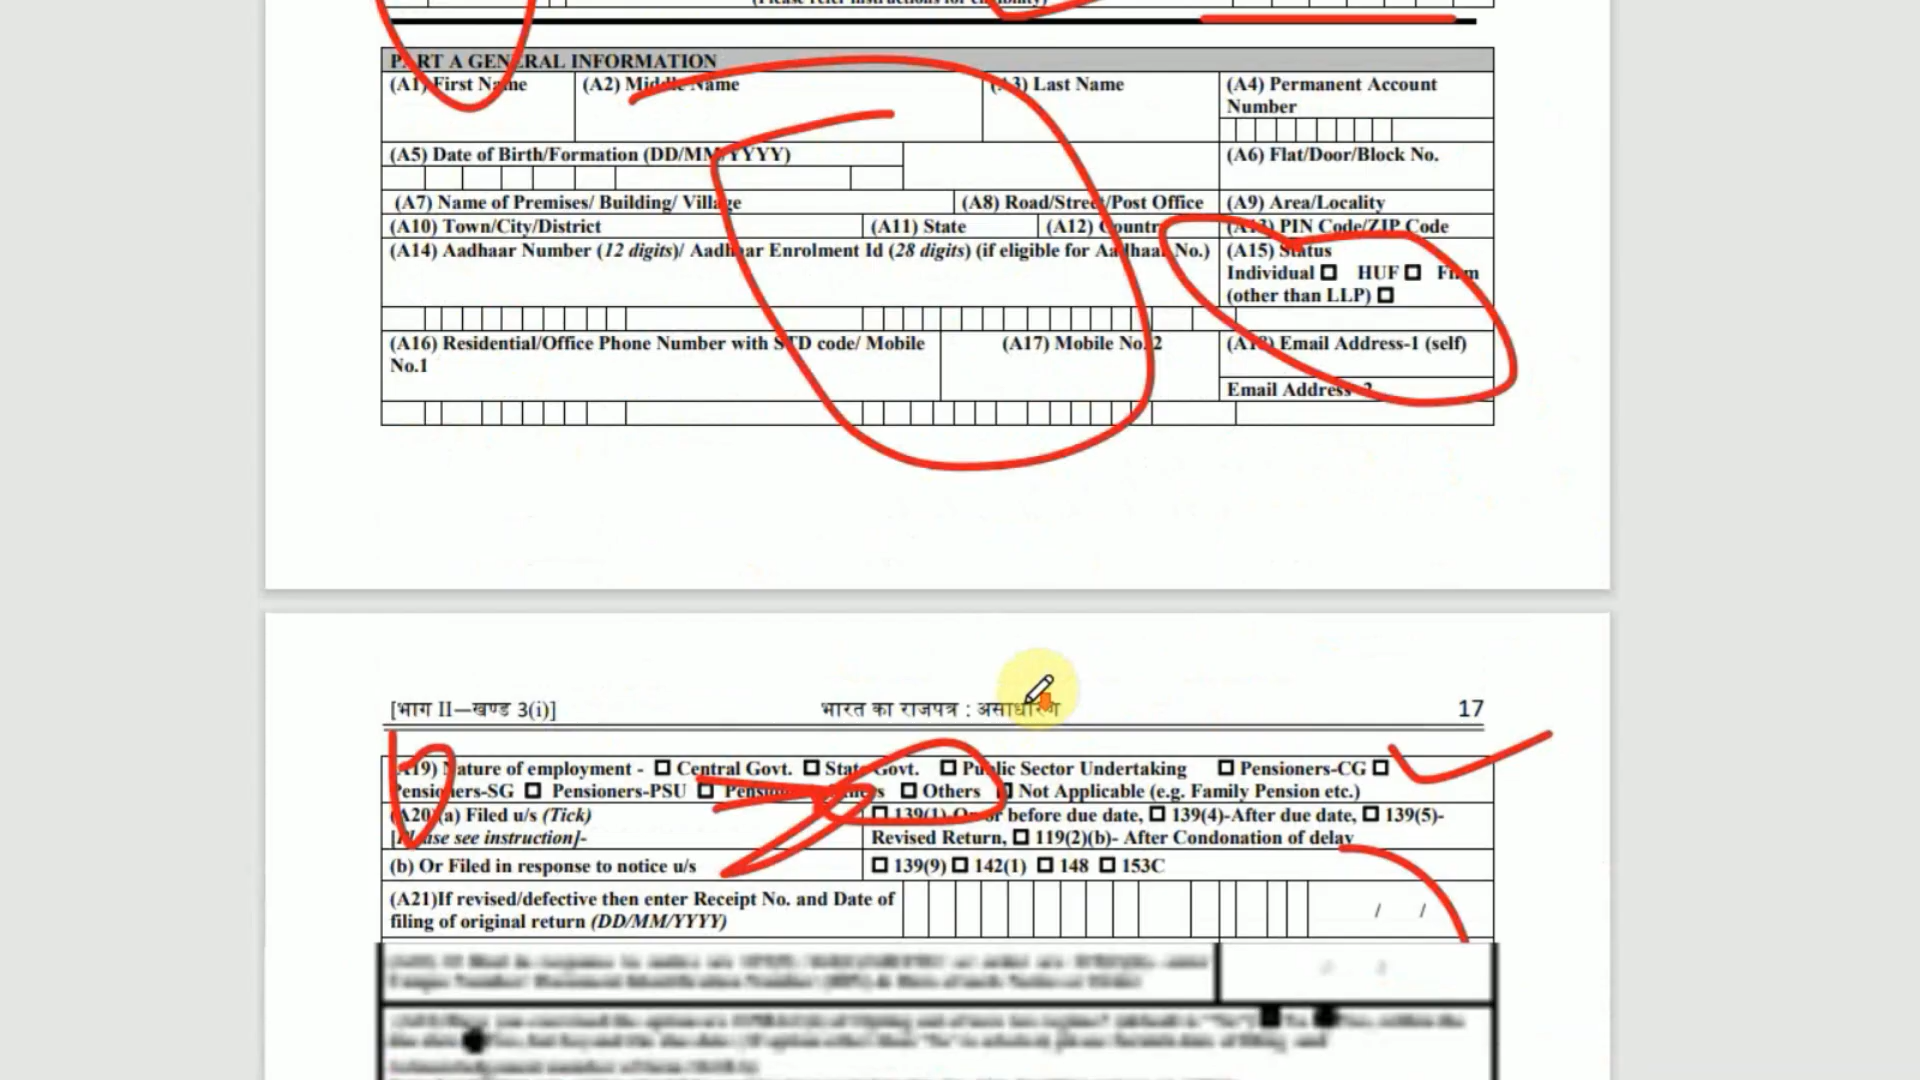 (Please refer instructions for eligibility)
PART A GENERAL INFORMATION
(A1) First Name (A2) Middle Name (A3) Last Name (A4) Permanent Account
Number
(A5) Date of Birth/Formation (DD/MM/YYYY) (A6) Flat/Door/Block No.
(A7) Name of Premises/ Building/ Village (A8) Road/Street/Post Office (A9) Area/Locality
(A10) Town/City/District (A11) State (A12) Country (A13) PIN Code/ZIP Code
(A14) Aadhaar Number (12 digits)/ Aadhaar Enrolment Id (28 digits) (if eligible for Aadhaar No.) (A15) Status
Individual HUF Firm
(other than LLP)
(A16) Residential/Office Phone Number with STD code/ Mobile (A17) Mobile No. 2 (A18) Email Address-1 (self)
No.1
Email Address -2
[भाग II—खण्ड 3(i)] भारत का राजपत्र : असाधारण 17
(A19) Nature of employment - Central Govt. State Govt. Public Sector Undertaking Pensioners-CG
Pensioners-SG Pensioners-PSU Pensioners-Others Others Not Applicable (e.g. Family Pension etc.)
(A20)(a) Filed u/s (Tick) 139(1)-On or before due date, 139(4)-After due date, 139(5)-
[Please see instruction]- Revised Return, 119(2)(b)- After Condonation of delay
(b) Or Filed in response to notice u/s 139(9) 142(1) 148 153C
(A21)If revised/defective then enter Receipt No. and Date of
filing of original return (DD/MM/YYYY) / /